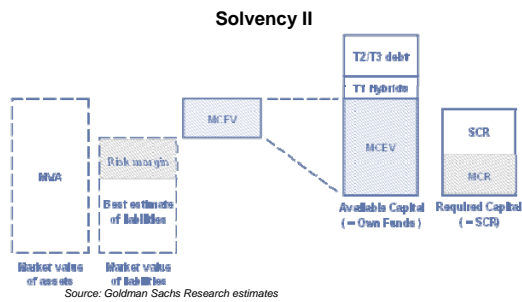 Solvency II
T2/T3 debt
T1 Hybrids
MCEV
MVA
Risk margin
Best estimate
of liabilities
MCEV
SCR
MCR
Available Capital
(= Own Funds)
Required Capital
(= SCR)
Market value
of assets
Market value
of liabilities
Source: Goldman Sachs Research estimates